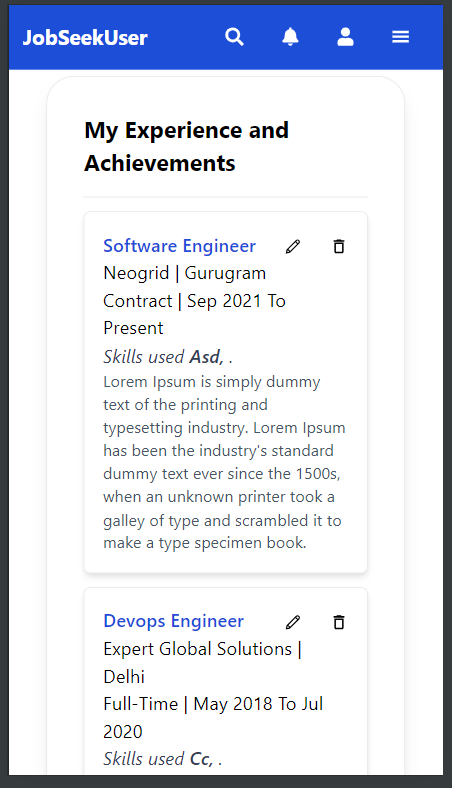 JobSeekUser
My Experience and
Achievements
Software Engineer
Neogrid | Gurugram
Contract | Sep 2021 To
Present
Skills used Asd, .
Lorem Ipsum is simply dummy
text of the printing and
typesetting industry. Lorem Ipsum
has been the industry's standard
dummy text ever since the 1500s,
when an unknown printer took a
galley of type and scrambled it to
make a type specimen book.
Devops Engineer
Expert Global Solutions |
Delhi
Full-Time | May 2018 To Jul
2020
Skills used Cc, .